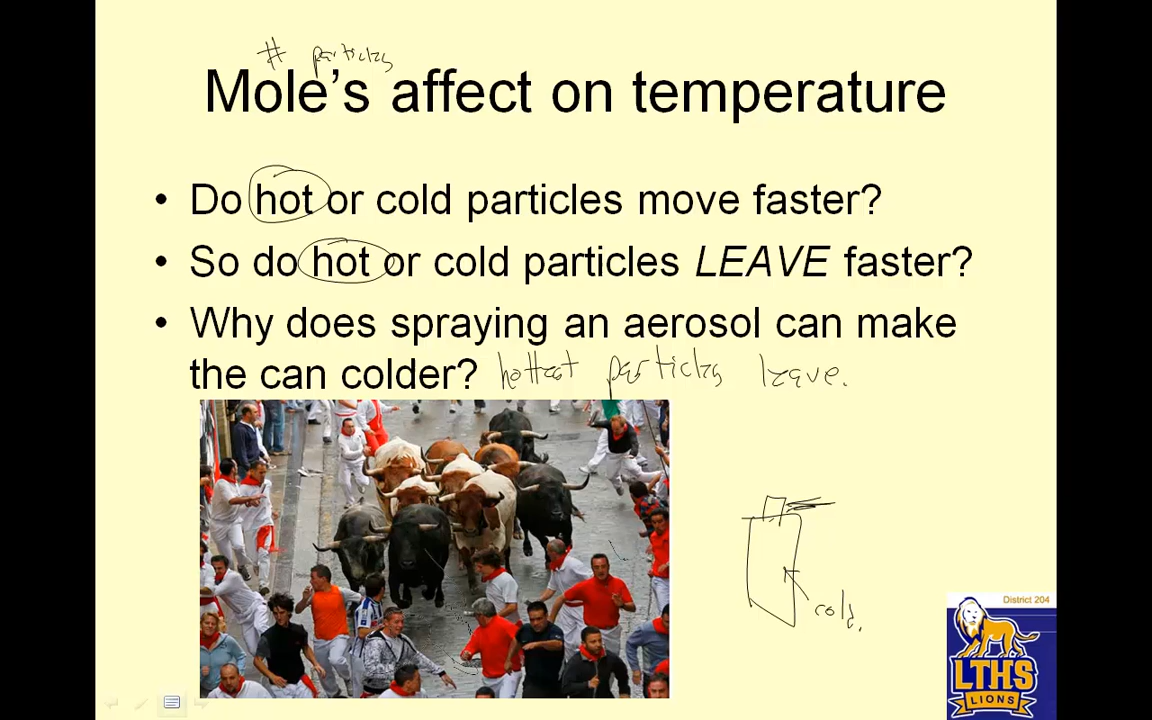 # particles
Mole's affect on temperature
• Do hot or cold particles move faster?
• So do hot or cold particles LEAVE faster?
• Why does spraying an aerosol can make
the can colder? hottest particles leave.
cold.
District 204
LTHS
LIONS